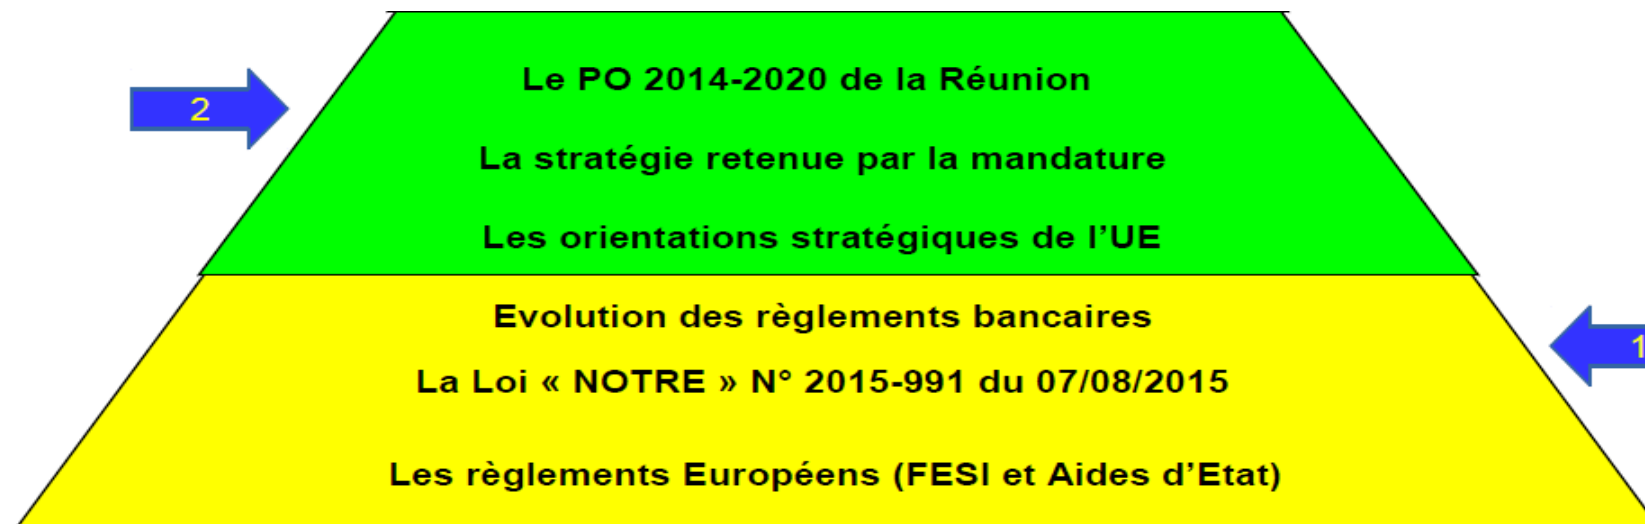 Le PO 2014-2020 de la Réunion
2
La stratégie retenue par la mandature
Les orientations stratégiques de l'UE
Evolution des règlements bancaires
1
La Loi « NOTRE » N° 2015-991 du 07/08/2015
Les règlements Européens (FESI et Aides d'Etat)